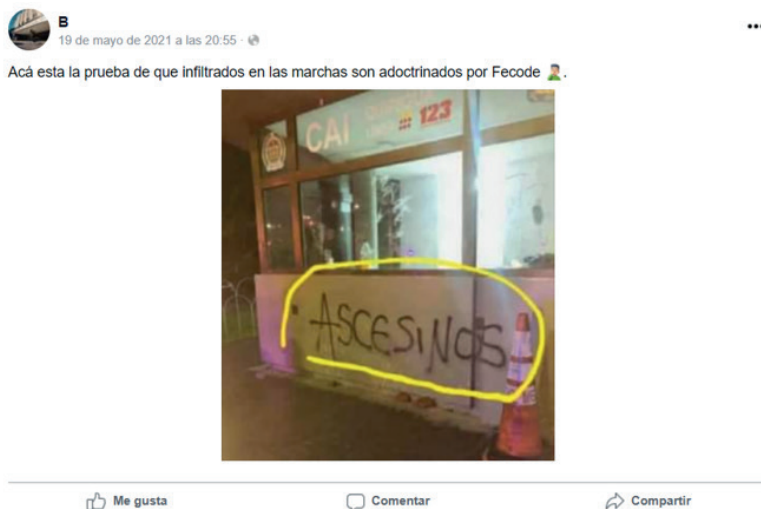 B
19 de mayo de 2021 a las 20:55 ·
Acá esta la prueba de que infiltrados en las marchas son adoctrinados por Fecode.
CAI
123
ASCESINOS
Me gusta
Comentar
Compartir